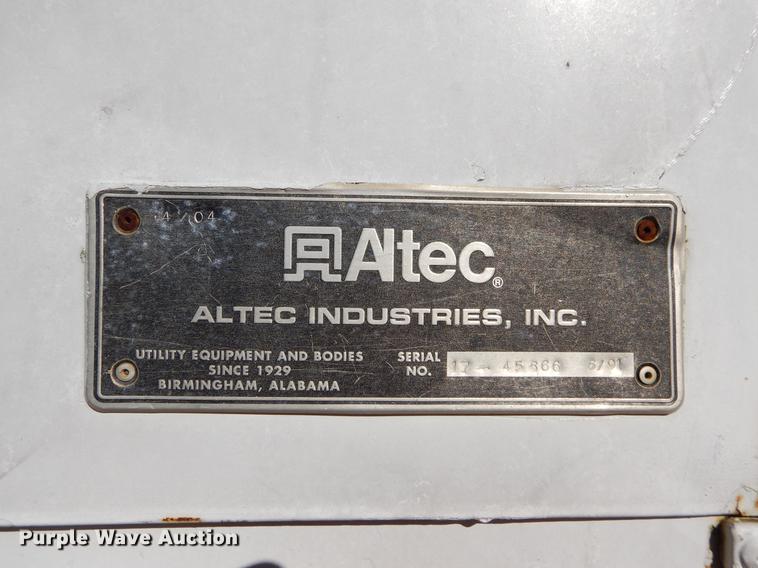 4/04
Altec®
ALTEC INDUSTRIES, INC.
UTILITY EQUIPMENT AND BODIES
SINCE 1929
BIRMINGHAM, ALABAMA
SERIAL
NO.
17 - 45866 5/91
Purple Wave Auction